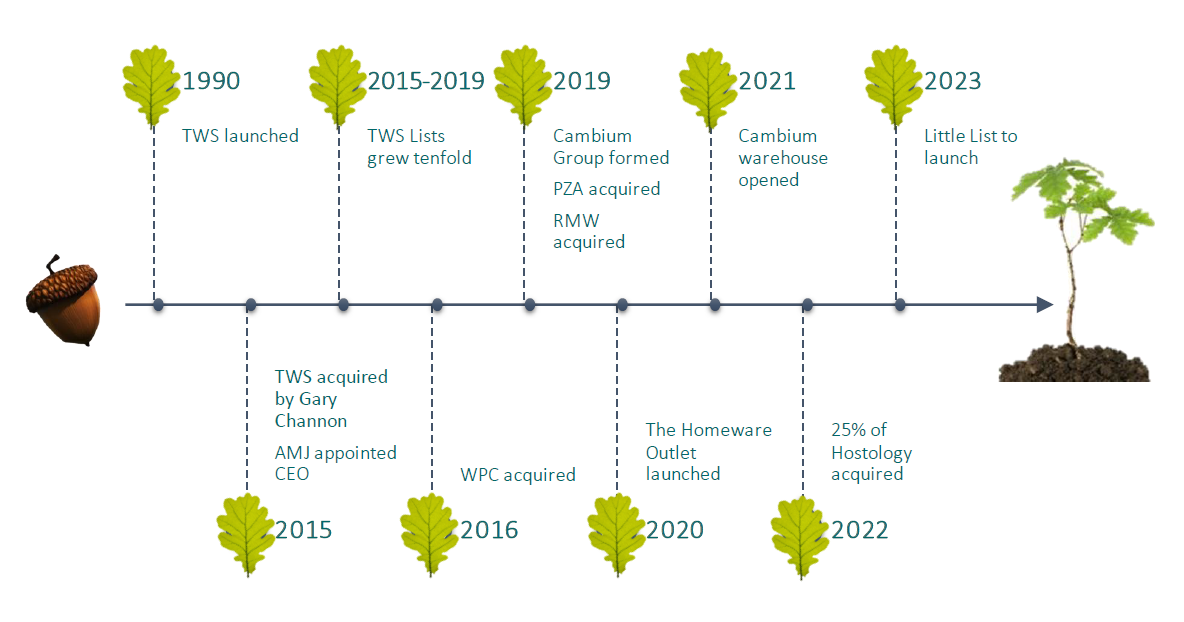 1990
TWS launched
2015-2019
TWS Lists
grew tenfold
2019
Cambium
Group formed
PZA acquired
RMW
acquired
2021
Cambium
warehouse
opened
2023
Little List to
launch
TWS acquired
by Gary
Channon
AMJ appointed
CEO
2015
WPC acquired
2016
The Homeware
Outlet
launched
2020
25% of
Hostology
acquired
2022